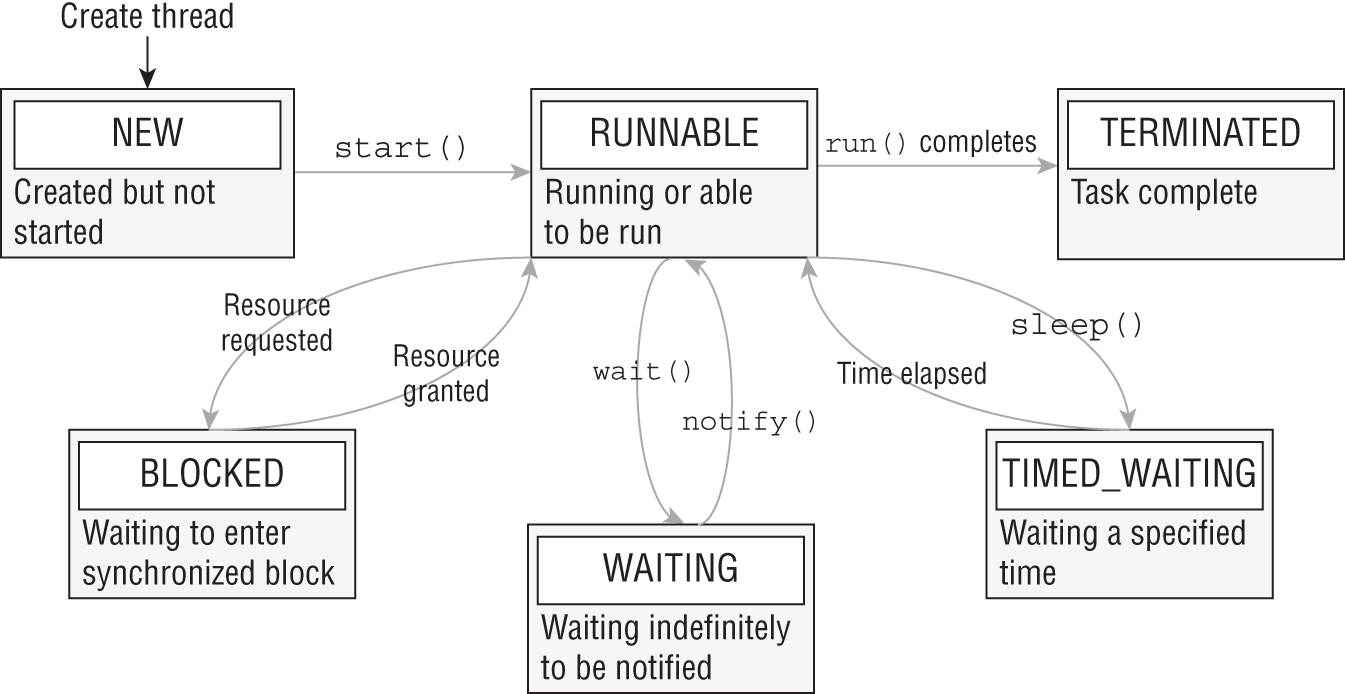 Create thread
NEW
Created but not
started
start()
RUNNABLE
Running or able
to be run
run() completes
TERMINATED
Task complete
Resource
requested
Resource
granted
wait()
notify()
Time elapsed
sleep()
BLOCKED
Waiting to enter
synchronized block
WAITING
Waiting indefinitely
to be notified
TIMED_WAITING
Waiting a specified
time